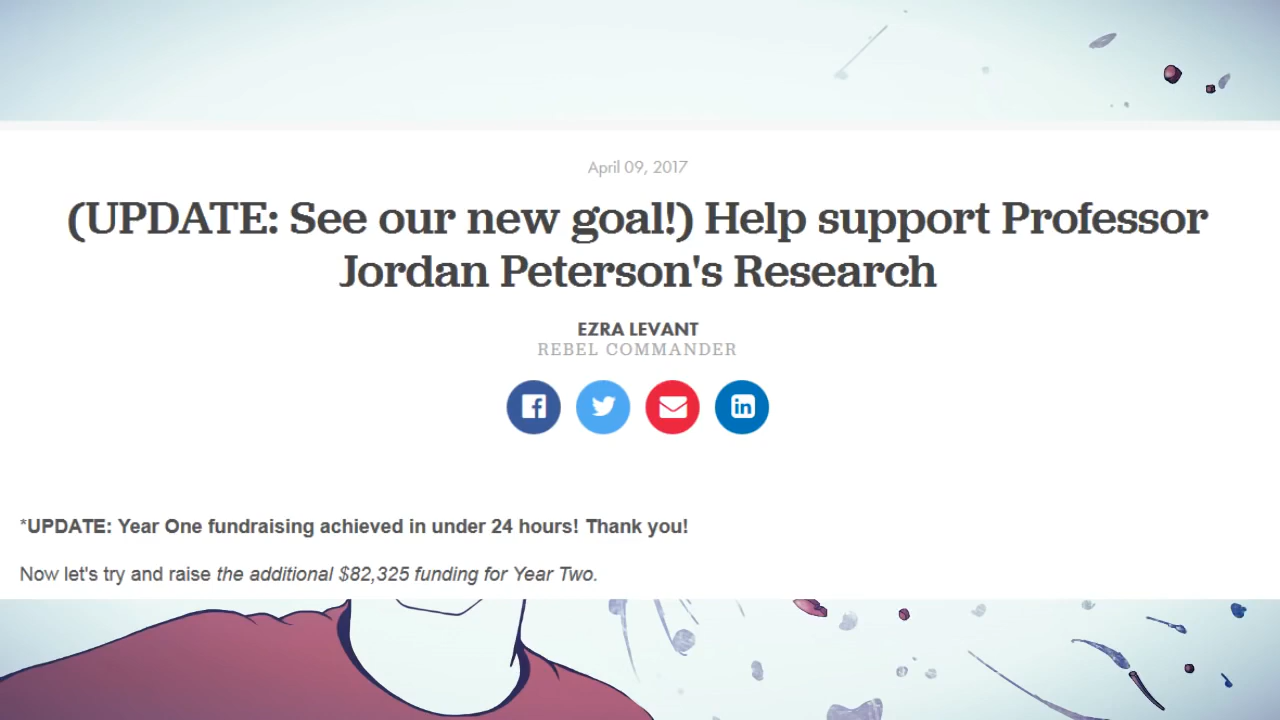 April 09, 2017
(UPDATE: See our new goal!) Help support Professor
Jordan Peterson's Research
EZRA LEVANT
REBEL COMMANDER
*UPDATE: Year One fundraising achieved in under 24 hours! Thank you!
Now let's try and raise the additional $82,325 funding for Year Two.